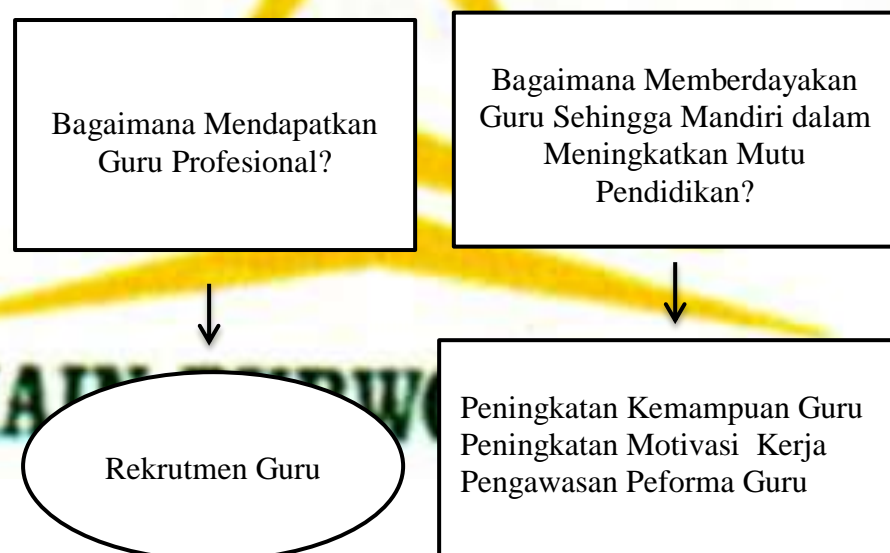 Bagaimana Mendapatkan
Guru Profesional?
Bagaimana Memberdayakan
Guru Sehingga Mandiri dalam
Meningkatkan Mutu
Pendidikan?
Rekrutmen Guru
Peningkatan Kemampuan Guru
Peningkatan Motivasi Kerja
Pengawasan Peforma Guru